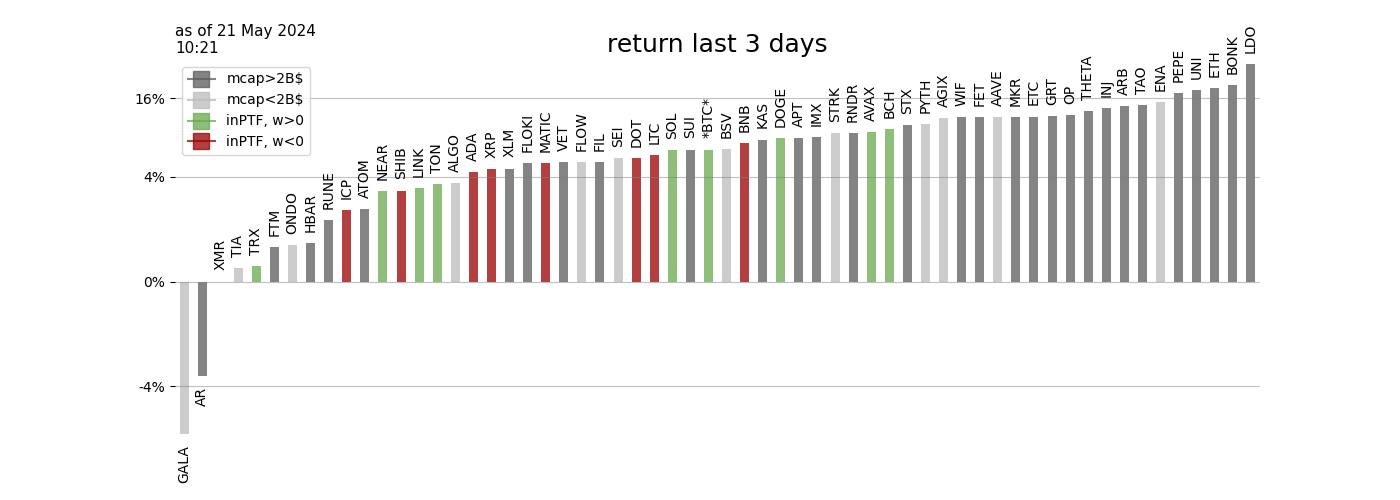 as of 21 May 2024
10:21
return last 3 days
mcap>2B$
mcap<2B$
inPTF, w>0
inPTF, w<0
16%
4%
0%
-4%
GALA
AR
XMR
TIA
TRX
FTM
ONDO
HBAR
RUNE
ICP
ATOM
NEAR
SHIB
LINK
TON
ALGO
ADA
XRP
XLM
FLOKI
MATIC
VET
FLOW
FIL
SEI
DOT
LTC
SOL
SUI
*BTC*
BSV
BNB
KAS
DOGE
APT
IMX
STRK
RNDR
AVAX
BCH
STX
PYTH
AGIX
WIF
FET
AAVE
MKR
ETC
GRT
OP
THETA
INJ
ARB
TAO
ENA
PEPE
UNI
ETH
BONK
LDO